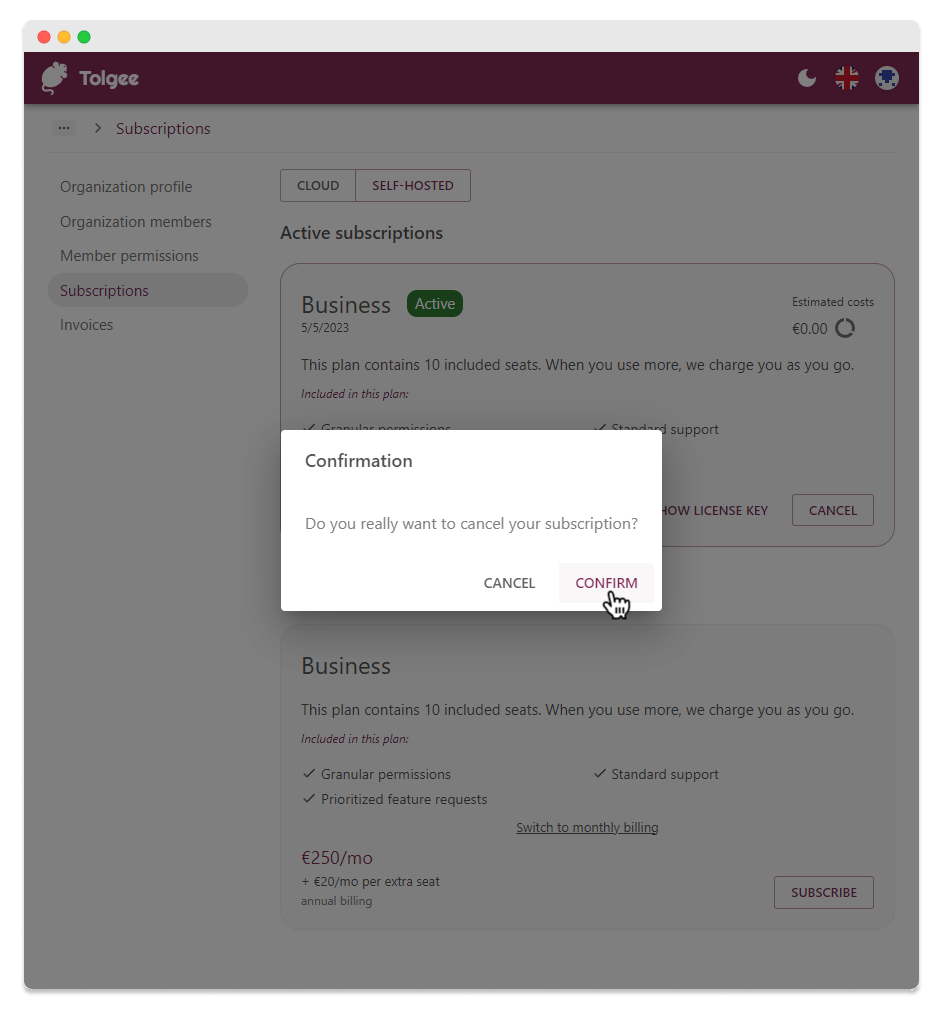 Tolgee
Subscriptions
Organization profile
Organization members
Member permissions
Subscriptions
Invoices
CLOUD SELF-HOSTED
Active subscriptions
Business Active
Estimated costs
5/5/2023
€0.00
This plan contains 10 included seats. When you use more, we charge you as you go.
Included in this plan:
Granular permissions Standard support
HOW LICENSE KEY CANCEL
Confirmation
Do you really want to cancel your subscription?
CANCEL CONFIRM
Business
This plan contains 10 included seats. When you use more, we charge you as you go.
Included in this plan:
Granular permissions Standard support
Prioritized feature requests
Switch to monthly billing
€250/mo
+ €20/mo per extra seat
annual billing
SUBSCRIBE